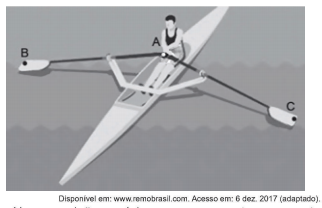 A
B
C
Disponível em: www.remobrasil.com. Acesso em: 6 dez. 2017 (adaptado).